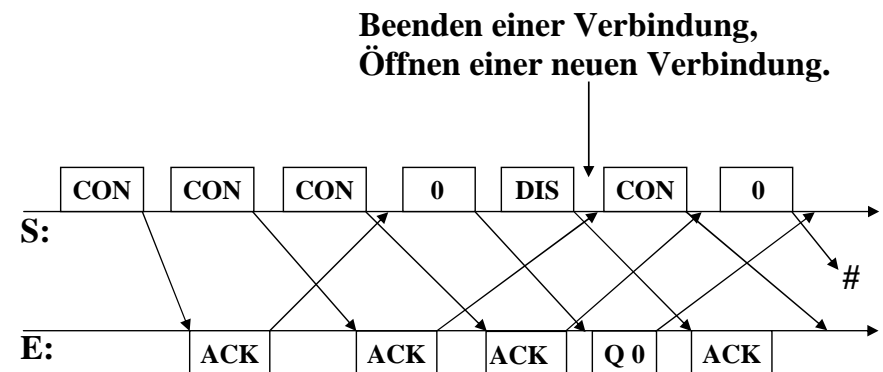 Beenden einer Verbindung,
Öffnen einer neuen Verbindung.
CON CON CON 0 DIS CON 0
S:
#
E:
ACK ACK ACK Q 0 ACK